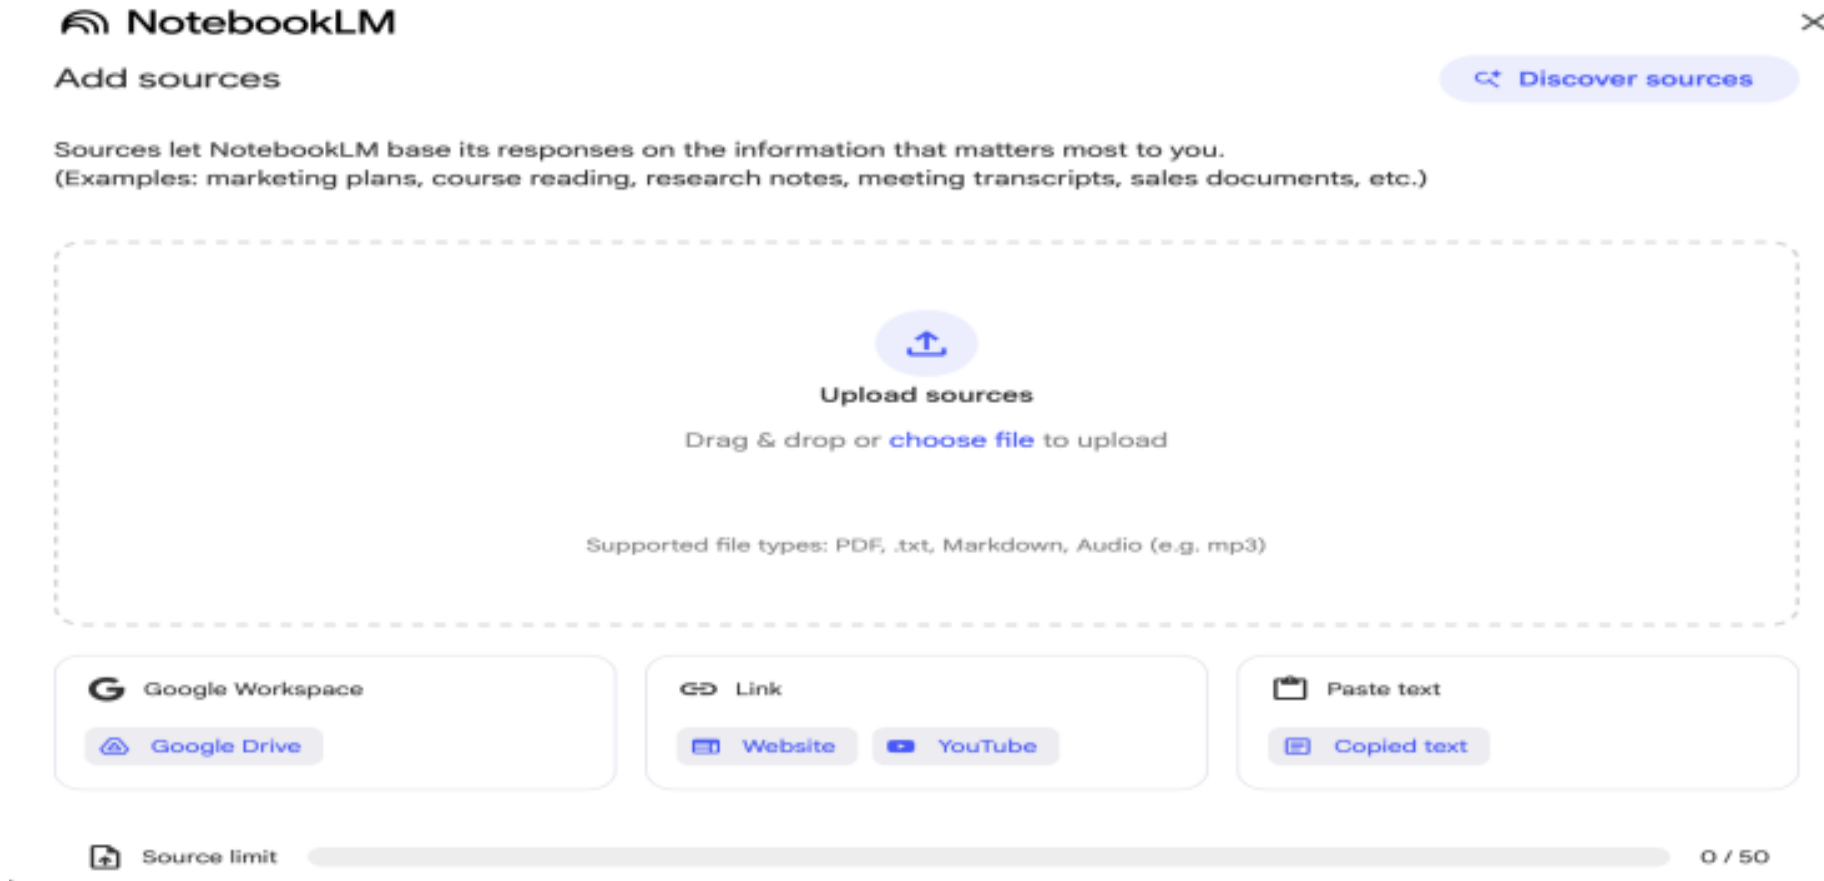 NotebookLM
Add sources
Discover sources
Sources let NotebookLM base its responses on the information that matters most to you.
(Examples: marketing plans, course reading, research notes, meeting transcripts, sales documents, etc.)
Upload sources
Drag & drop or choose file to upload
Supported file types: PDF, .txt, Markdown, Audio (e.g. mp3)
Google Workspace
Google Drive
Link
Website
YouTube
Paste text
Copied text
Source limit
0 / 50